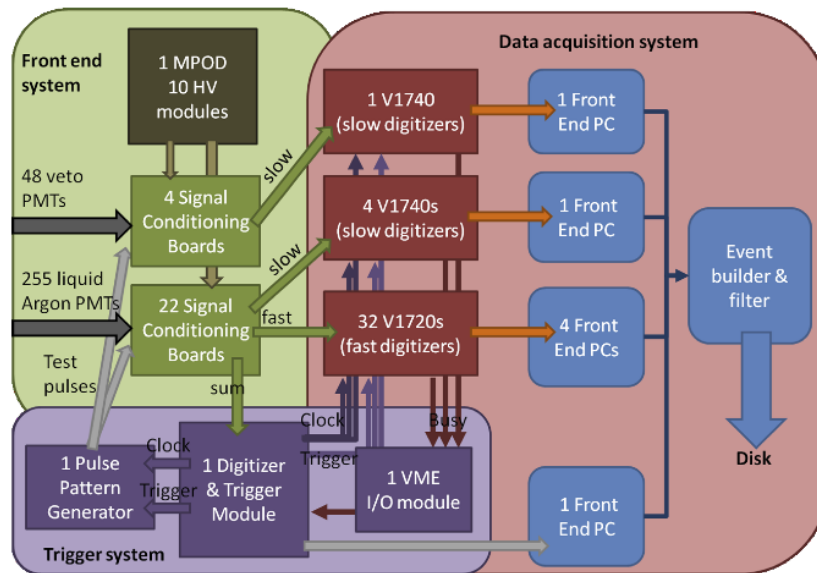 Front end
system
1 MPOD
10 HV
modules
Data acquisition system
1 V1740
(slow digitizers)
1 Front
End PC
slow
48 veto
PMTs
4 Signal
Conditioning
Boards
4 V1740s
(slow digitizers)
1 Front
End PC
slow
255 liquid
Argon PMTs
22 Signal
Conditioning
Boards
fast
32 V1720s
(fast digitizers)
4 Front
End PCs
Event
builder &
filter
Test
pulses
sum
Clock
Trigger
Busy
Disk
1 Pulse
Pattern
Generator
Clock
Trigger
1 Digitizer
& Trigger
Module
1 VME
I/O module
1 Front
End PC
Trigger system